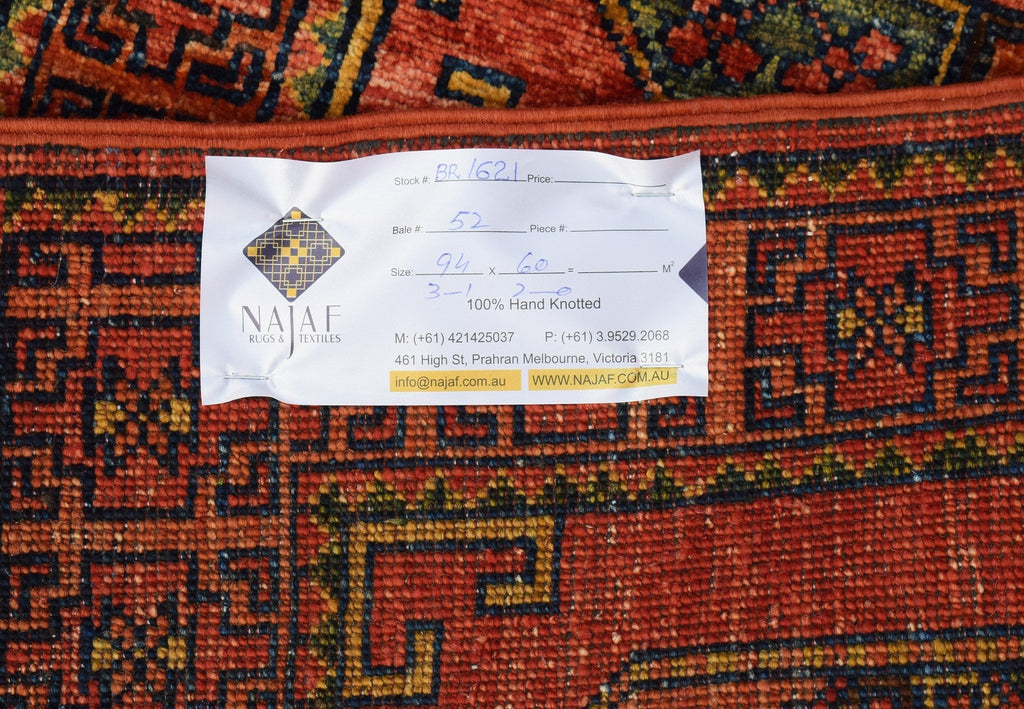 Stock #: BR 1621 Price:
Bale #: 52 Piece #:
Size: 94 x 60 = M²
3-1 2-0
100% Hand Knotted
NAJAF
RUGS & TEXTILES
M: (+61) 421425037 P: (+61) 3.9529.2068
461 High St, Prahran Melbourne, Victoria 3181
info@najaf.com.au WWW.NAJAF.COM.AU